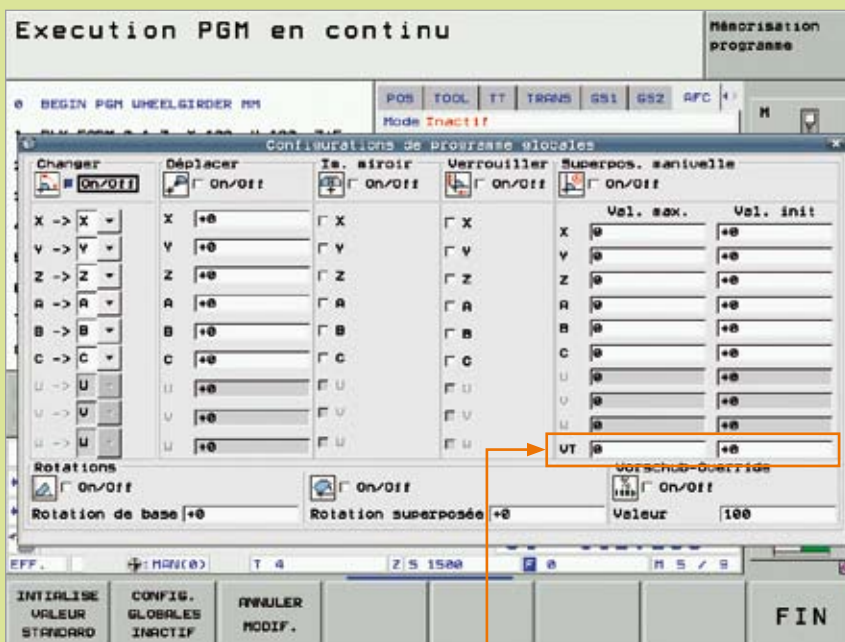 Execution PGM en continu
Mémorisation
programme
0 BEGIN PGM WHEELGIRDER MM
POS TOOL TT TRANS GS1 GS2 AFC
Mode Inactif
M
Configurations de programme globales
Changer Déplacer Im. miroir Verrouiller Superpos. manivelle
On/Off On/Off On/Off On/Off On/Off
Val. max. Val. init
X -> X X +0 X X X 0 +0
Y -> Y Y +0 Y Y Y 0 +0
Z -> Z Z +0 Z Z Z 0 +0
A -> A A +0 A A A 0 +0
B -> B B +0 B B B 0 +0
C -> C C +0 C C C 0 +0
U -> U U +0 U U U 0 +0
V -> V V +0 V V V 0 +0
W -> W W +0 W W W 0 +0
VT 0 +0
Rotations Vorschub-Override
On/Off On/Off On/Off
Rotation de base +0 Rotation superposée +0 Valeur 100
EFF. : MAN(0) T 4 Z S 1500 F 0 M 5 / 9
INTIALISE
VALEUR
STANDARD
CONFIG.
GLOBALES
INACTIF
ANNULER
MODIF.
FIN